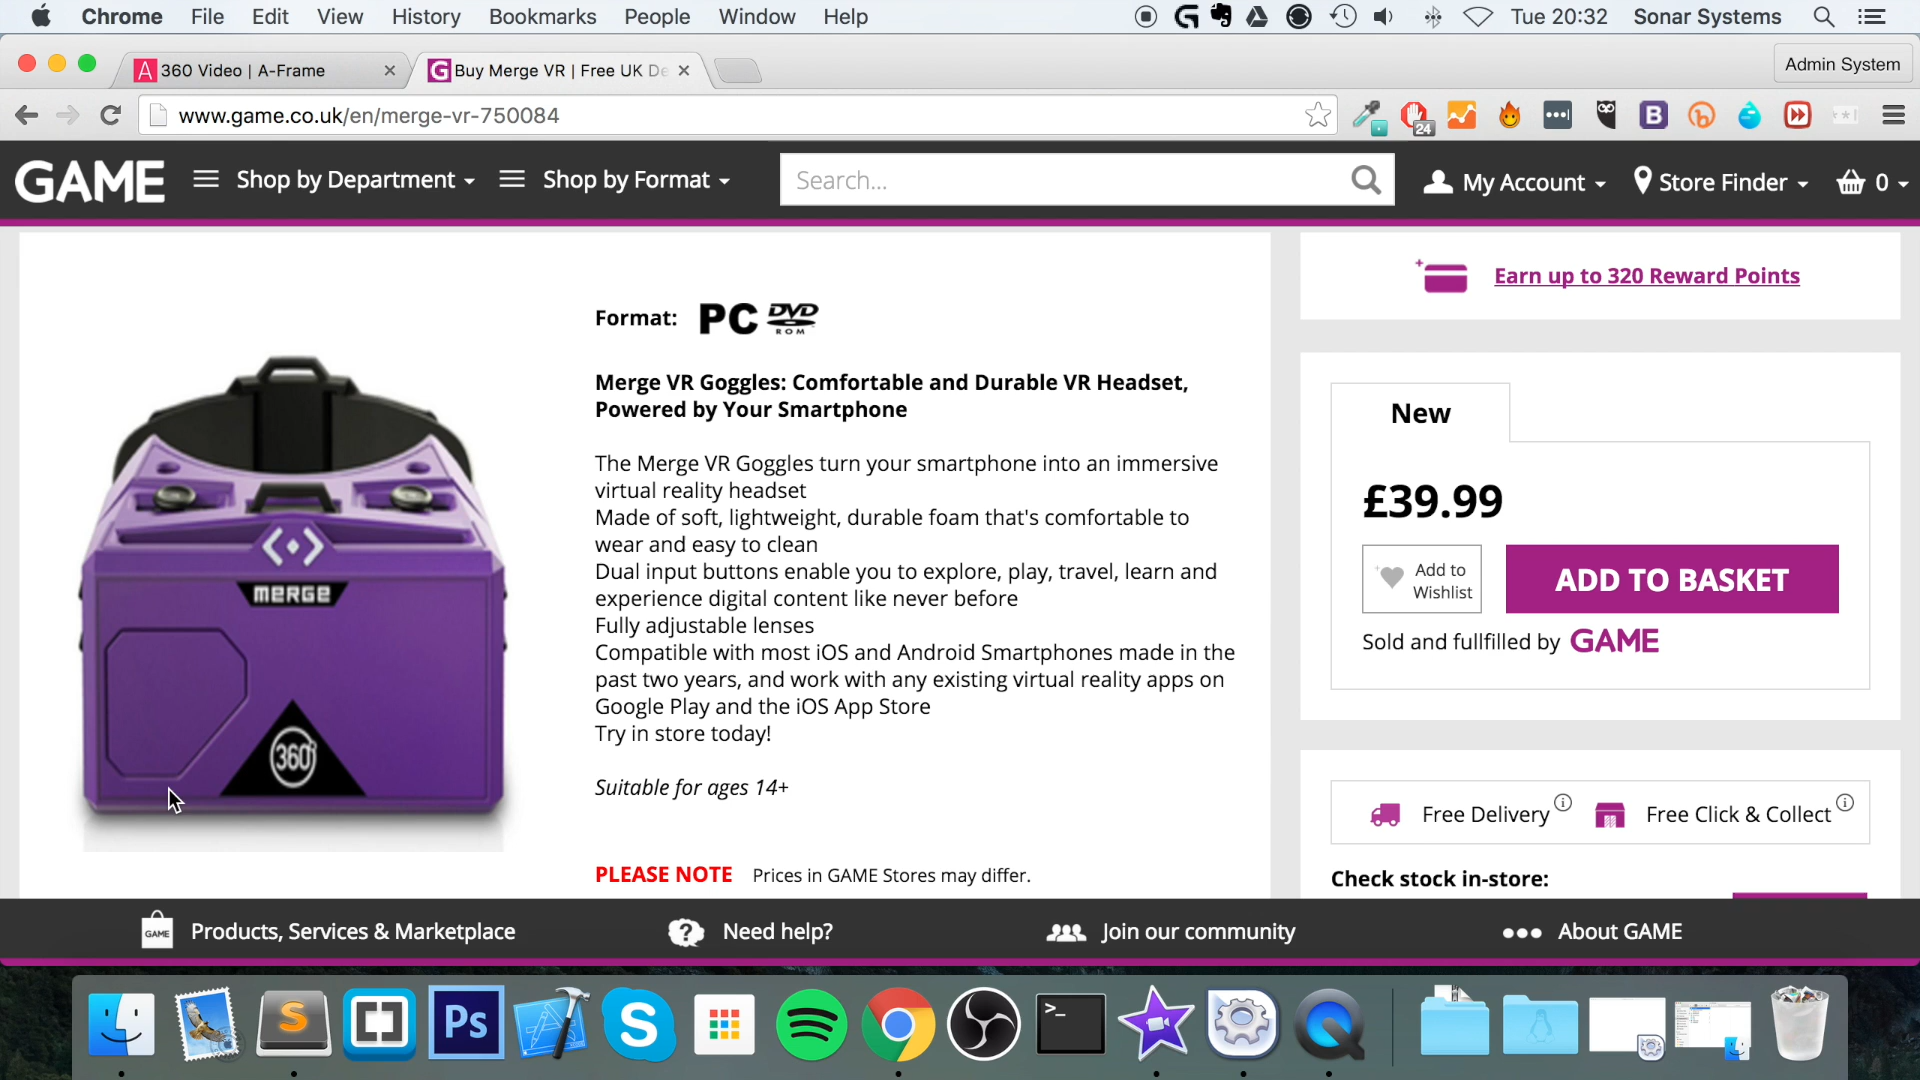 Chrome File Edit View History Bookmarks People Window Help Tue 20:32 Sonar Systems
360 Video | A-Frame
Buy Merge VR | Free UK De
Admin System
www.game.co.uk/en/merge-vr-750084
24
B
GAME
Shop by Department
Shop by Format
Search...
My Account
Store Finder
0
Earn up to 320 Reward Points
Format: PC DVD ROM
Merge VR Goggles: Comfortable and Durable VR Headset,
Powered by Your Smartphone
The Merge VR Goggles turn your smartphone into an immersive
virtual reality headset
Made of soft, lightweight, durable foam that's comfortable to
wear and easy to clean
Dual input buttons enable you to explore, play, travel, learn and
experience digital content like never before
Fully adjustable lenses
Compatible with most iOS and Android Smartphones made in the
past two years, and work with any existing virtual reality apps on
Google Play and the iOS App Store
Try in store today!
Suitable for ages 14+
PLEASE NOTE Prices in GAME Stores may differ.
MERGE
360°
New
£39.99
Add to
Wishlist
ADD TO BASKET
Sold and fullfilled by GAME
Free Delivery
Free Click & Collect
Check stock in-store:
GAME
Products, Services & Marketplace
Need help?
Join our community
About GAME
S
Ps
S
>_